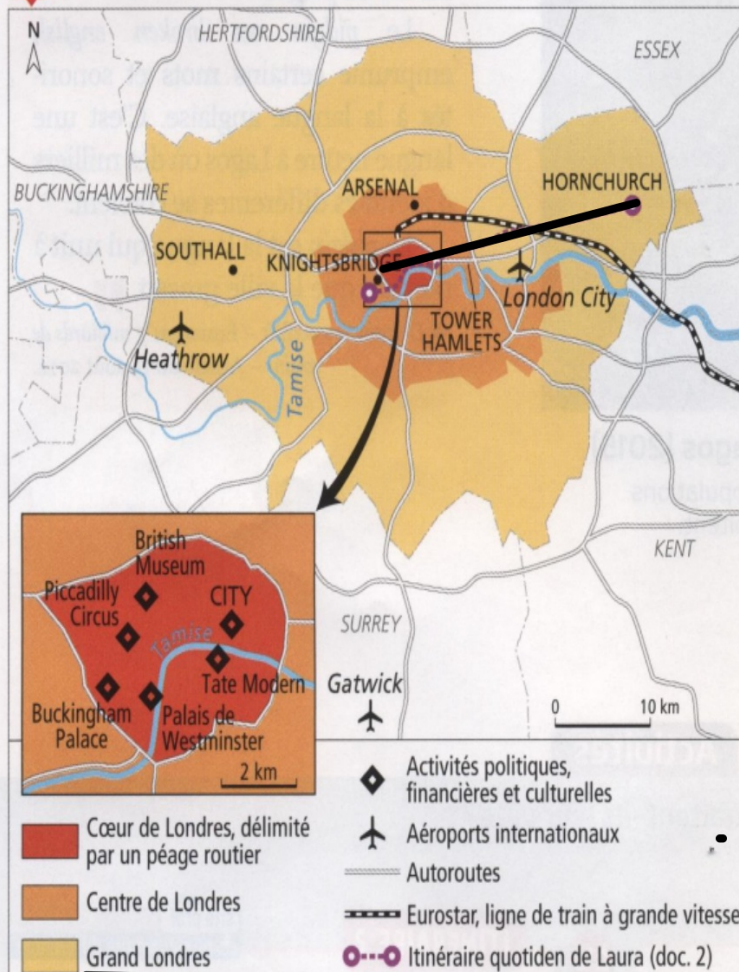 N
HERTFORDSHIRE
ESSEX
BUCKINGHAMSHIRE
ARSENAL
HORNCHURCH
SOUTHALL
KNIGHTSBRIDGE
London City
TOWER
HAMLETS
Heathrow
Tamise
KENT
SURREY
Gatwick
0 10 km
British
Museum
Piccadilly
Circus
CITY
Tamise
Tate Modern
Buckingham
Palace
Palais de
Westminster
2 km
Cœur de Londres, délimité
par un péage routier
Centre de Londres
Grand Londres
Activités politiques,
financières et culturelles
Aéroports internationaux
Autoroutes
Eurostar, ligne de train à grande vitesse
Itinéraire quotidien de Laura (doc. 2)